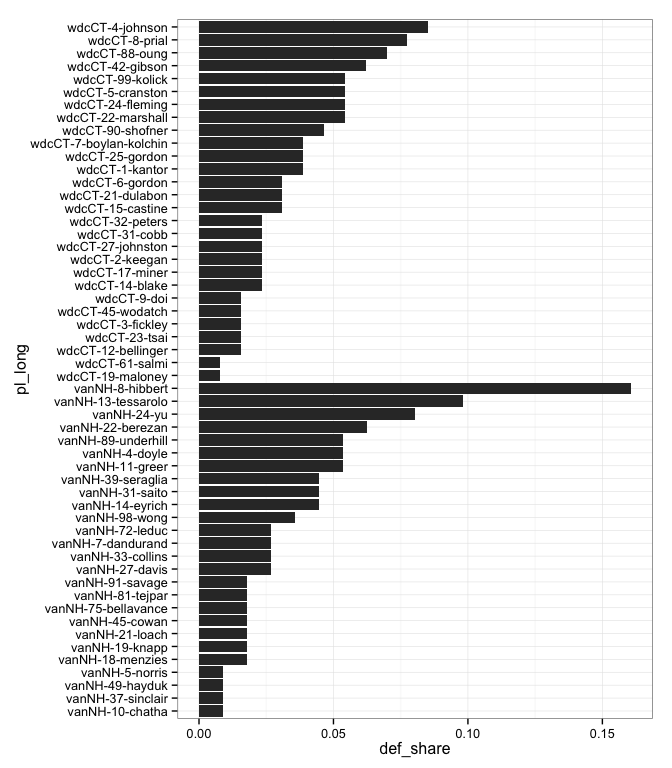 wdcCT-4-johnson
wdcCT-8-prial
wdcCT-88-oung
wdcCT-42-gibson
wdcCT-99-kolick
wdcCT-5-cranston
wdcCT-24-fleming
wdcCT-22-marshall
wdcCT-90-shofner
wdcCT-7-boylan-kolchin
wdcCT-25-gordon
wdcCT-1-kantor
wdcCT-6-gordon
wdcCT-21-dulabon
wdcCT-15-castine
wdcCT-32-peters
wdcCT-31-cobb
wdcCT-27-johnston
wdcCT-2-keegan
wdcCT-17-miner
wdcCT-14-blake
wdcCT-9-doi
wdcCT-45-wodatch
wdcCT-3-fickley
wdcCT-23-tsai
wdcCT-12-bellinger
wdcCT-61-salmi
wdcCT-19-maloney
vanNH-8-hibbert
vanNH-13-tessarolo
vanNH-24-yu
vanNH-22-berezan
vanNH-89-underhill
vanNH-4-doyle
vanNH-11-greer
vanNH-39-seraglia
vanNH-31-saito
vanNH-14-eyrich
vanNH-98-wong
vanNH-72-leduc
vanNH-7-dandurand
vanNH-33-collins
vanNH-27-davis
vanNH-91-savage
vanNH-81-tejpar
vanNH-75-bellavance
vanNH-45-cowan
vanNH-21-loach
vanNH-19-knapp
vanNH-18-menzies
vanNH-5-norris
vanNH-49-hayduk
vanNH-37-sinclair
vanNH-10-chatha
pl_long
0.00 0.05 0.10 0.15
def_share